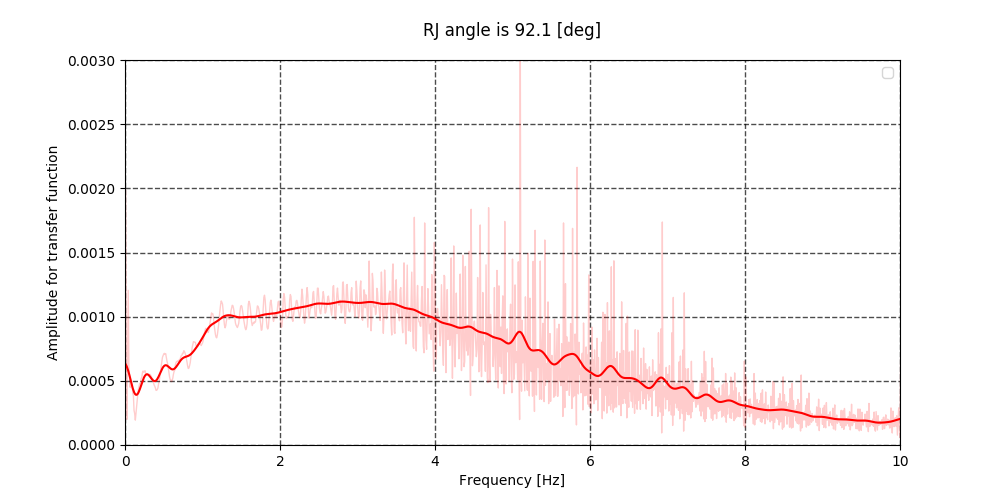 RJ angle is 92.1 [deg]
0.0030
0.0025
0.0020
0.0015
0.0010
0.0005
0.0000
Amplitude for transfer function
0 2 4 6 8 10
Frequency [Hz]